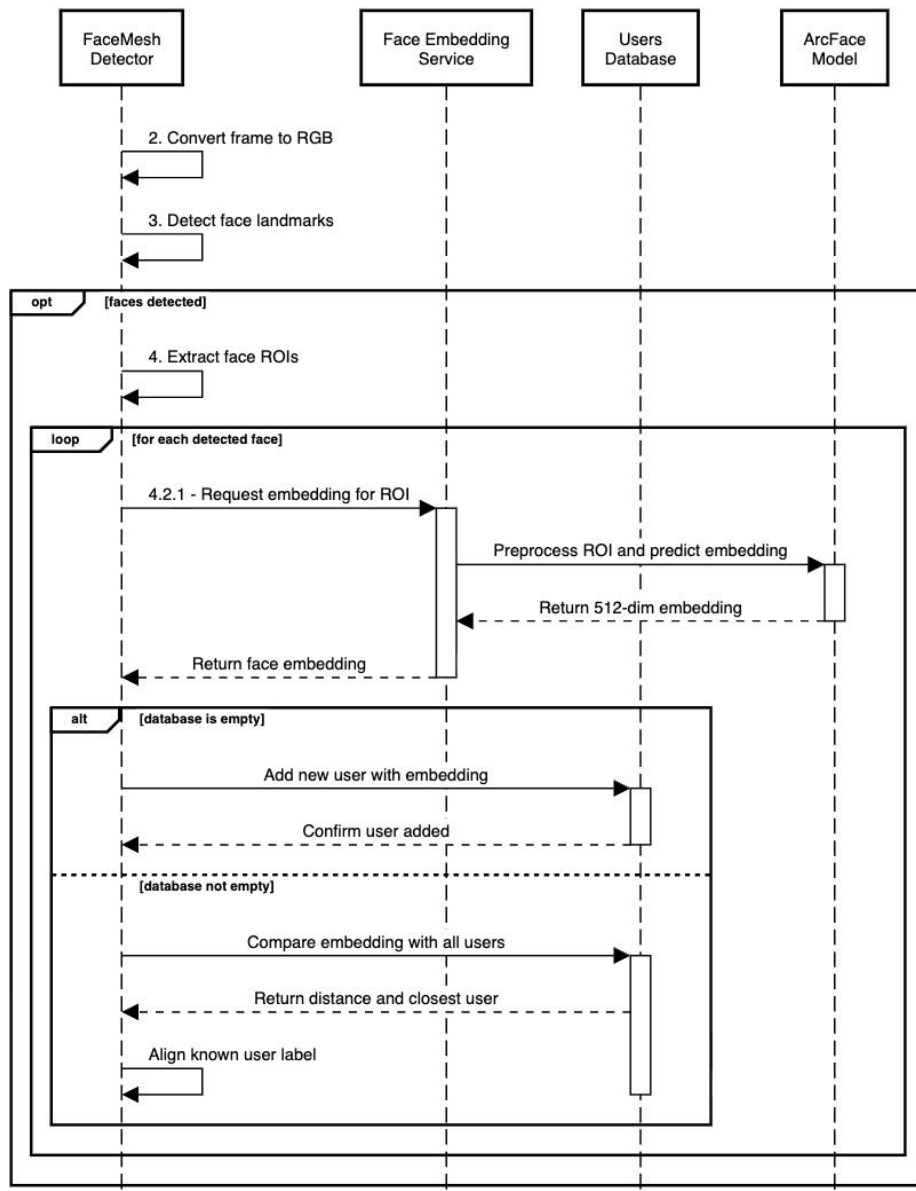 FaceMesh
Detector
Face Embedding
Service
Users
Database
ArcFace
Model
2. Convert frame to RGB
3. Detect face landmarks
opt
[faces detected]
4. Extract face ROIs
loop
[for each detected face]
4.2.1 - Request embedding for ROI
Preprocess ROI and predict embedding
Return 512-dim embedding
Return face embedding
alt
[database is empty]
Add new user with embedding
Confirm user added
[database not empty]
Compare embedding with all users
Return distance and closest user
Align known user label